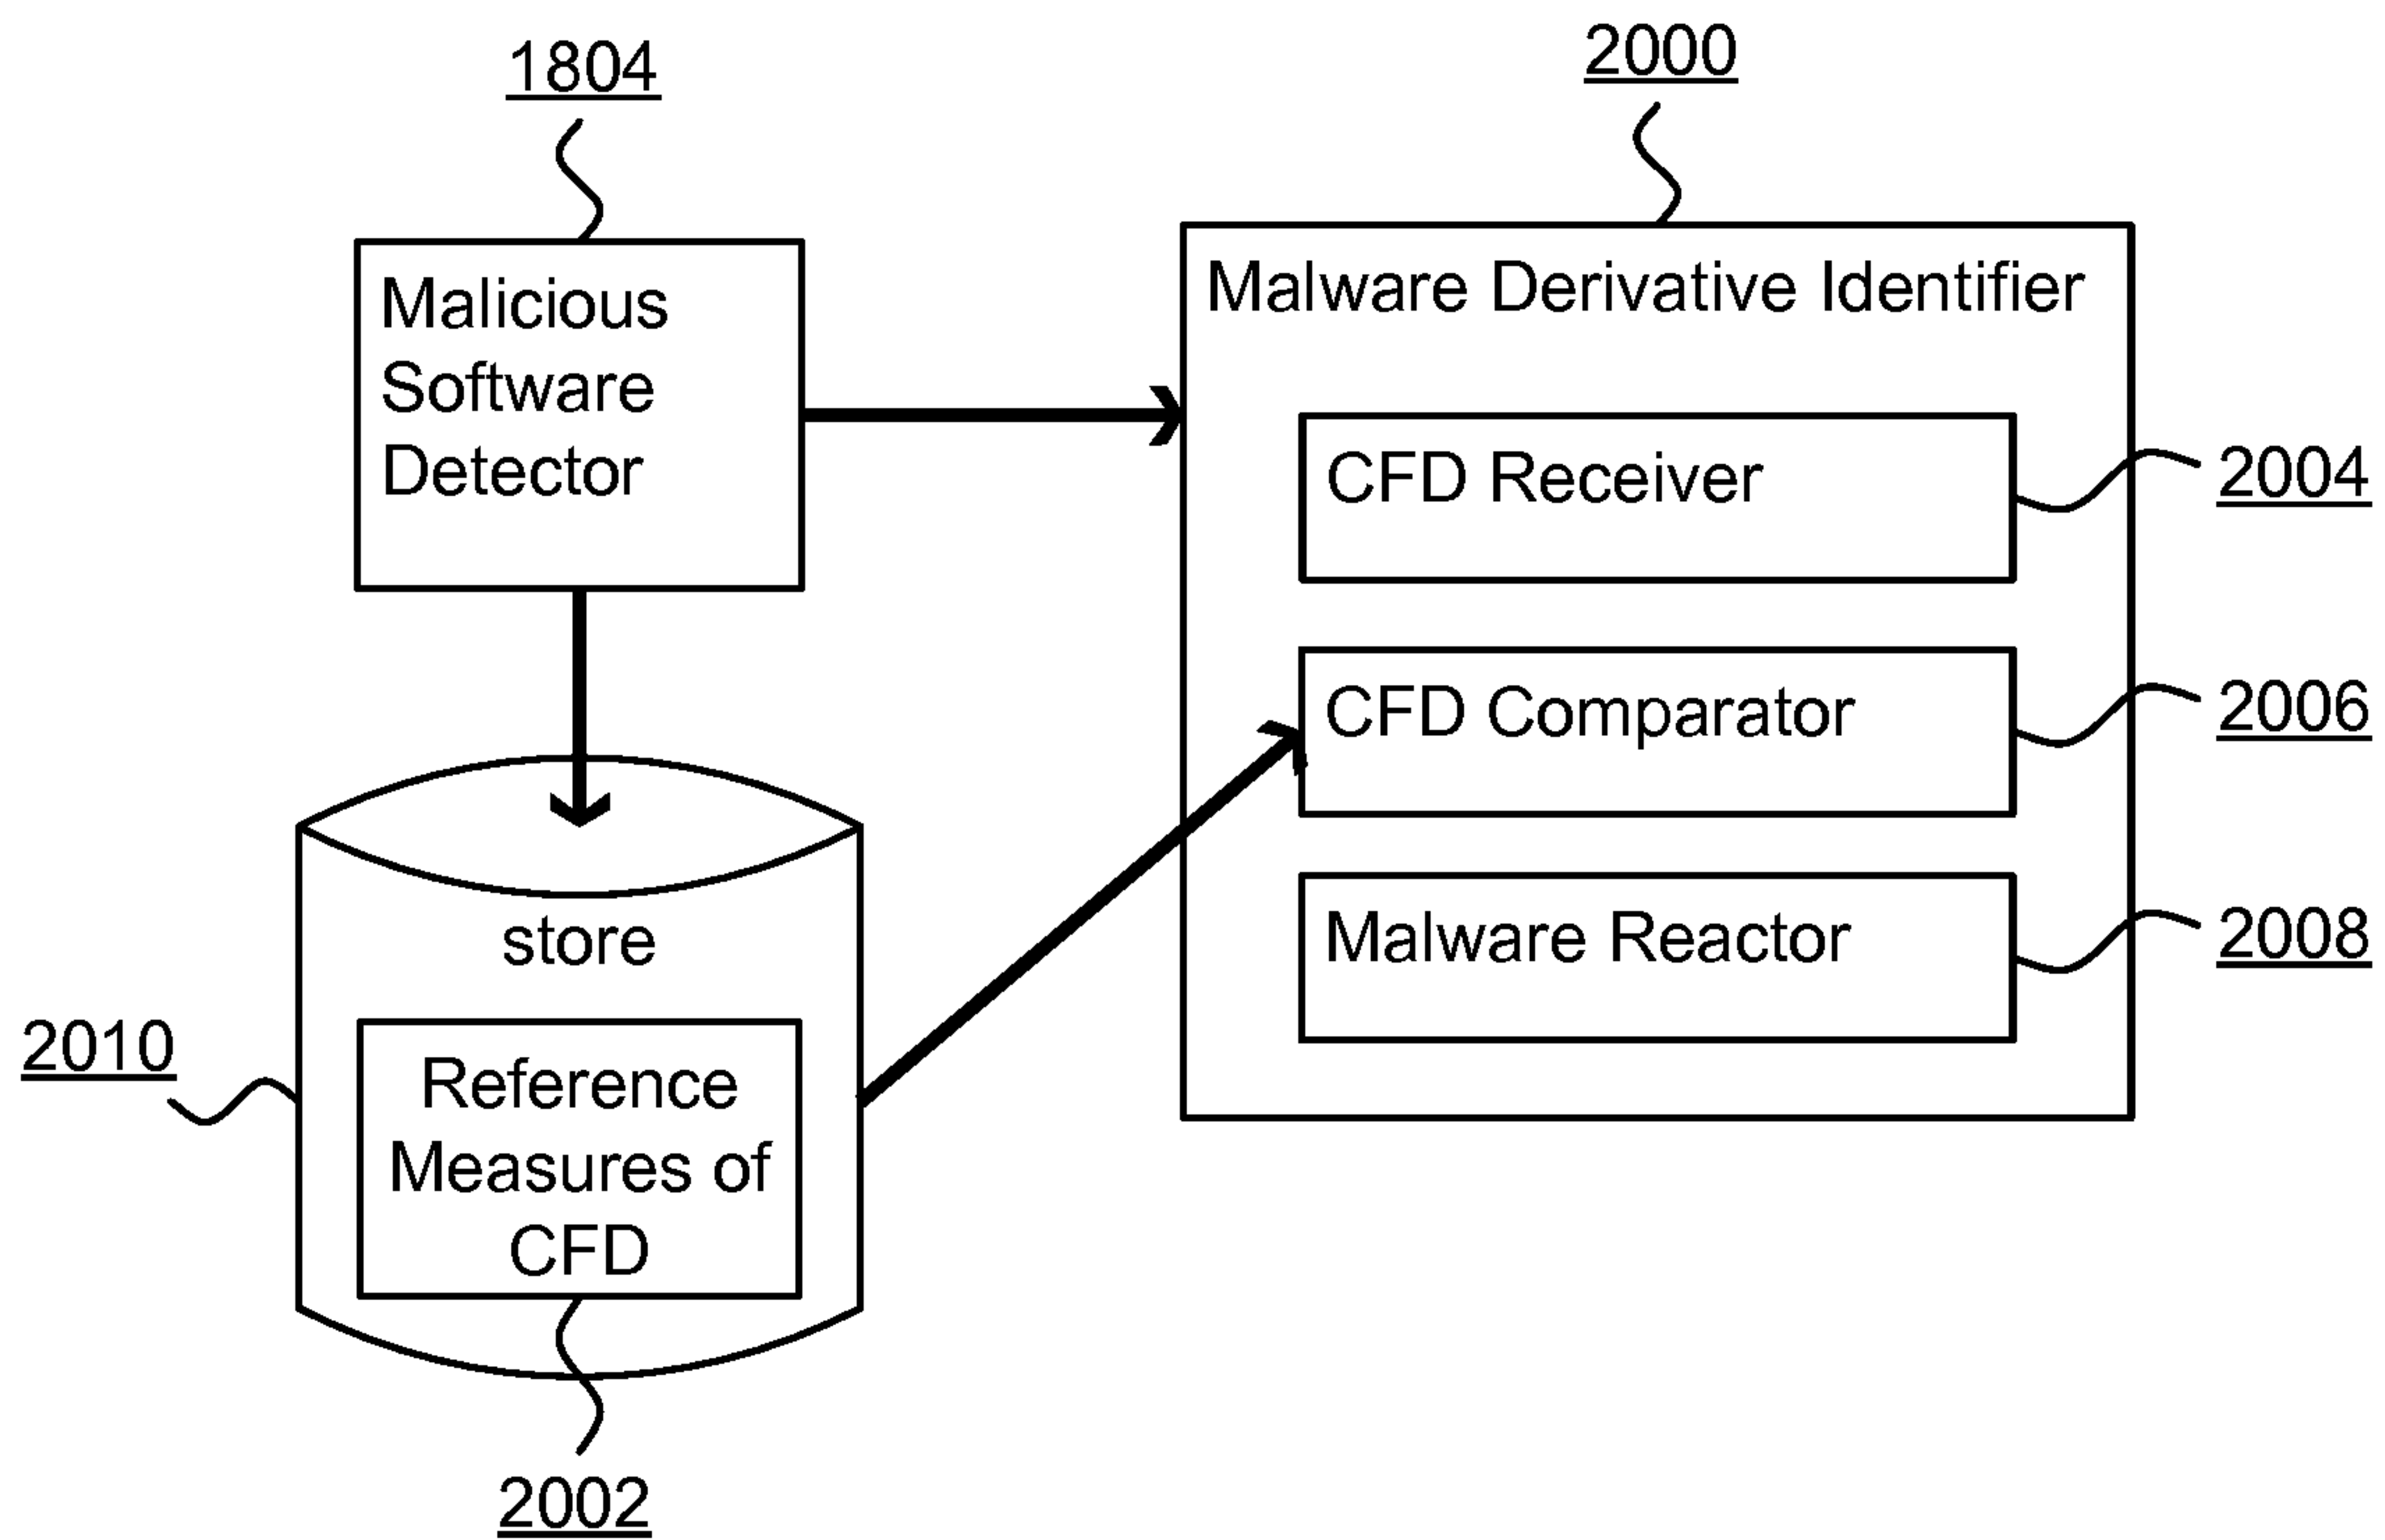 1804
2000
Malicious
Software
Detector
Malware Derivative Identifier
CFD Receiver
2004
CFD Comparator
2006
Malware Reactor
2008
store
2010
Reference
Measures of
CFD
2002